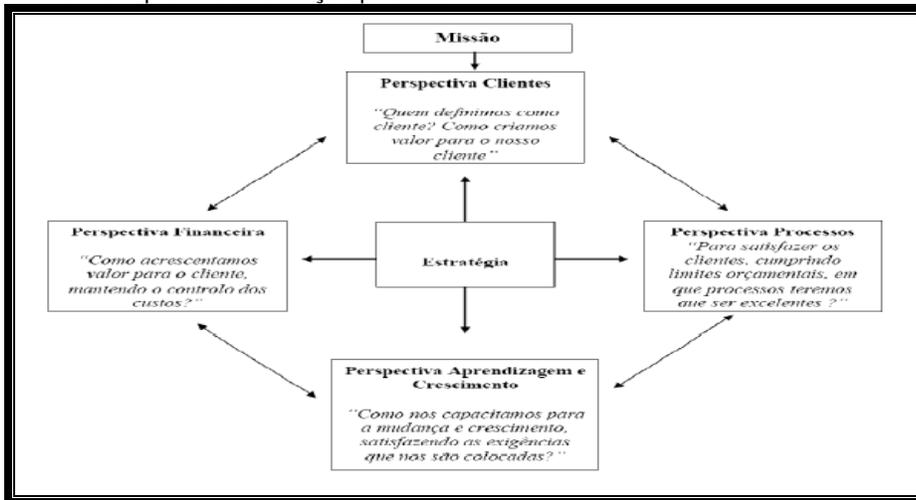 Missão
Perspectiva Clientes
“Quem definimos como
cliente? Como criamos
valor para o nosso
cliente”
Perspectiva Financeira
“Como acrescentamos
valor para o cliente,
mantendo o controlo dos
custos?”
Estratégia
Perspectiva Processos
“Para satisfazer os
clientes, cumprindo
limites orçamentais, em
que processos teremos
que ser excelentes ?”
Perspectiva Aprendizagem e
Crescimento
“Como nos capacitamos para
a mudança e crescimento,
satisfazendo as exigências
que nos são colocadas?”